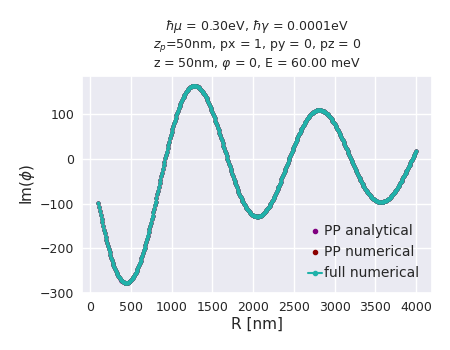 ħμ = 0.30eV, ħγ = 0.0001eV
zp=50nm, px = 1, py = 0, pz = 0
z = 50nm, φ = 0, E = 60.00 meV
100
0
−100
−200
−300
Im(ϕ)
PP analytical
PP numerical
full numerical
0 500 1000 1500 2000 2500 3000 3500 4000
R [nm]